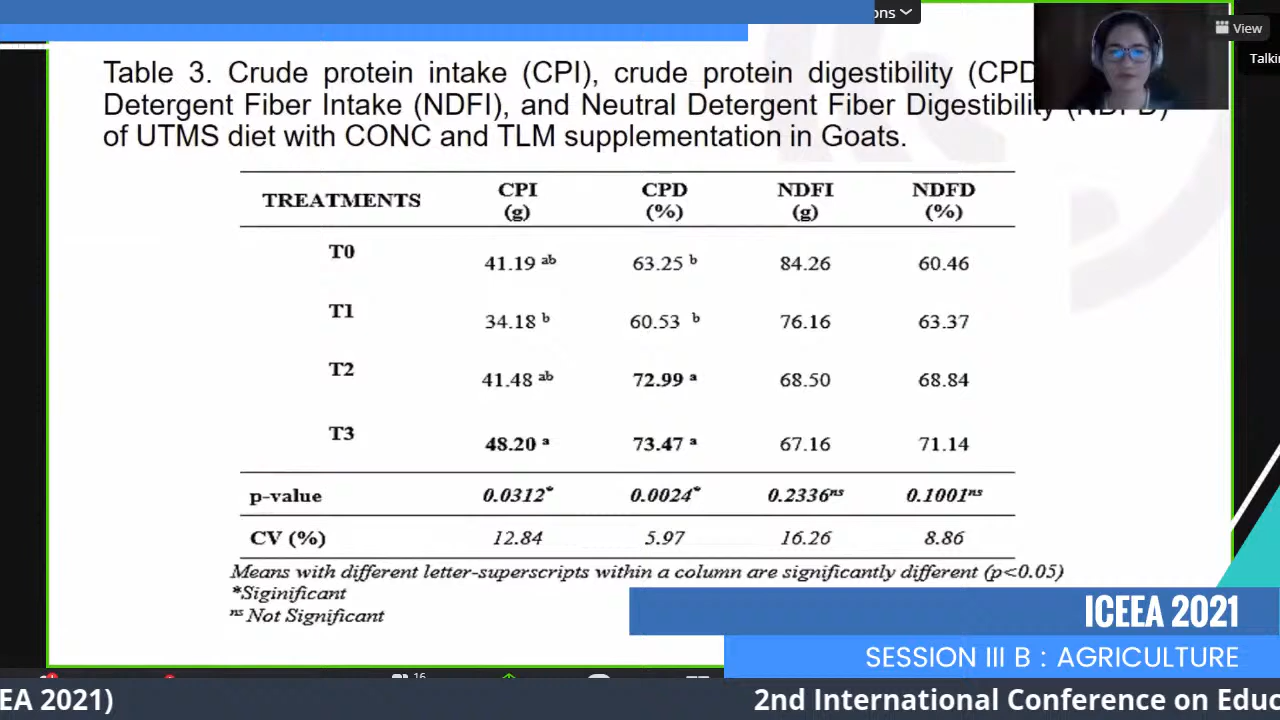 ons
View
Talki
Table 3. Crude protein intake (CPI), crude protein digestibility (CPD
Detergent Fiber Intake (NDFI), and Neutral Detergent Fiber Digestibility (NDFD)
of UTMS diet with CONC and TLM supplementation in Goats.
TREATMENTS CPI (g) CPD (%) NDFI (g) NDFD (%)
T0 41.19 ab 63.25 b 84.26 60.46
T1 34.18 b 60.53 b 76.16 63.37
T2 41.48 ab 72.99 a 68.50 68.84
T3 48.20 a 73.47 a 67.16 71.14
p-value 0.0312* 0.0024* 0.2336ns 0.1001ns
CV (%) 12.84 5.97 16.26 8.86
Means with different letter-superscripts within a column are significantly different (p<0.05)
*Siginificant
ns Not Significant
ICEEA 2021
SESSION III B : AGRICULTURE
16
EA 2021)
2nd International Conference on Educ